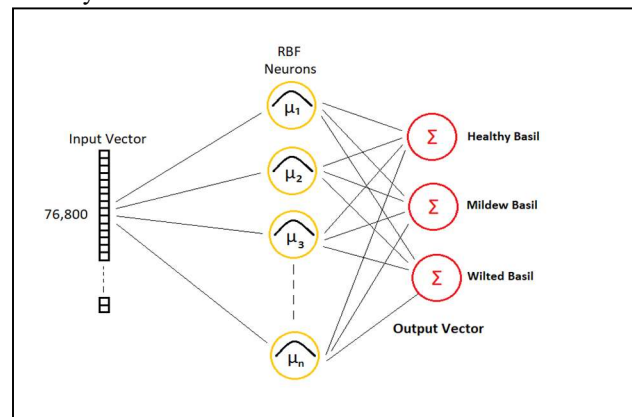 RBF
Neurons
Input Vector
76,800
μ1
μ2
μ3
μn
Σ
Healthy Basil
Σ
Mildew Basil
Σ
Wilted Basil
Output Vector